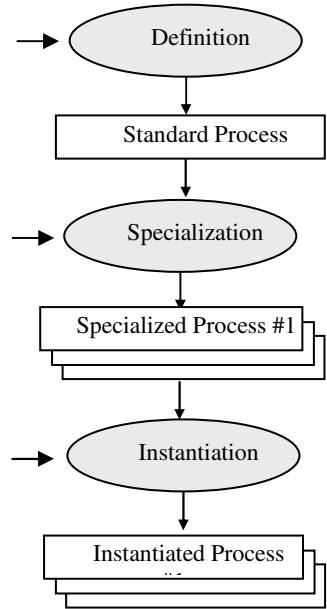 Definition
Standard Process
Specialization
Specialized Process #1
Instantiation
Instantiated Process